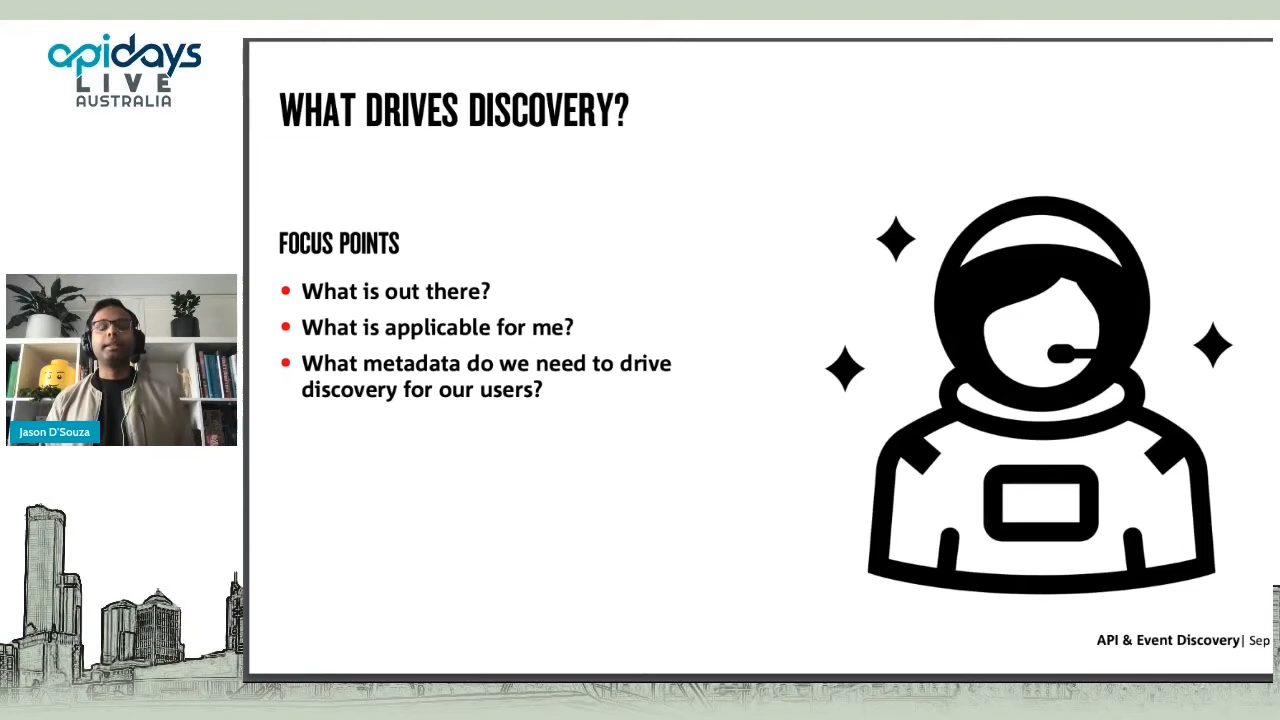 apidays
LIVE
AUSTRALIA
WHAT DRIVES DISCOVERY?
FOCUS POINTS
What is out there?
What is applicable for me?
What metadata do we need to drive
discovery for our users?
Jason D'Souza
API & Event Discovery| Sep